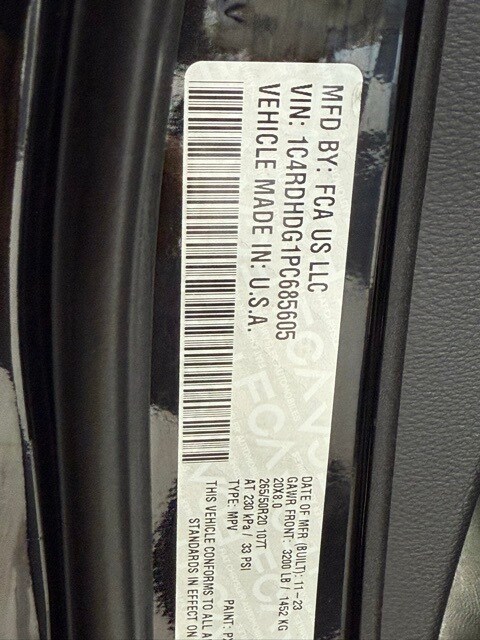 MFD BY: FCA US LLC
VIN: 1C4RDHDG1PC685605
VEHICLE MADE IN: U.S.A.
DATE OF MFR (BUILT): 11-23
GAWR FRONT: 3200 LB / 1452 KG
20X8.0
265/50R20 107T
AT 230 kPa / 33 PSI
TYPE: MPV
PAINT:
THIS VEHICLE CONFORMS TO ALL A
STANDARDS IN EFFECT ON